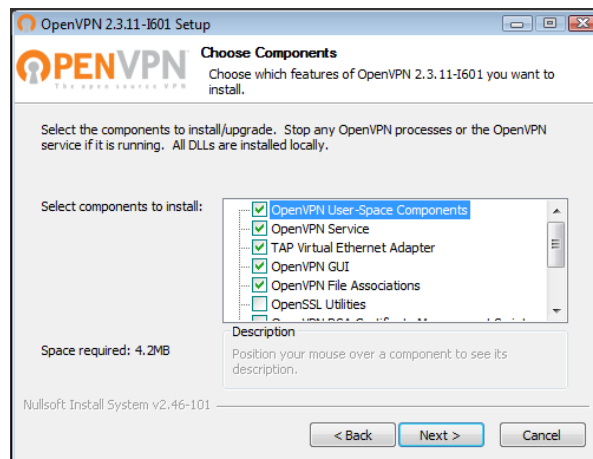 OpenVPN 2.3.11-I601 Setup
OPENVPN
The open source VPN
Choose Components
Choose which features of OpenVPN 2.3.11-I601 you want to
install.
Select the components to install/upgrade. Stop any OpenVPN processes or the OpenVPN
service if it is running. All DLLs are installed locally.
Select components to install:
OpenVPN User-Space Components
OpenVPN Service
TAP Virtual Ethernet Adapter
OpenVPN GUI
OpenVPN File Associations
OpenSSL Utilities
Space required: 4.2MB
Description
Position your mouse over a component to see its
description.
Nullsoft Install System v2.46-101
< Back
Next >
Cancel